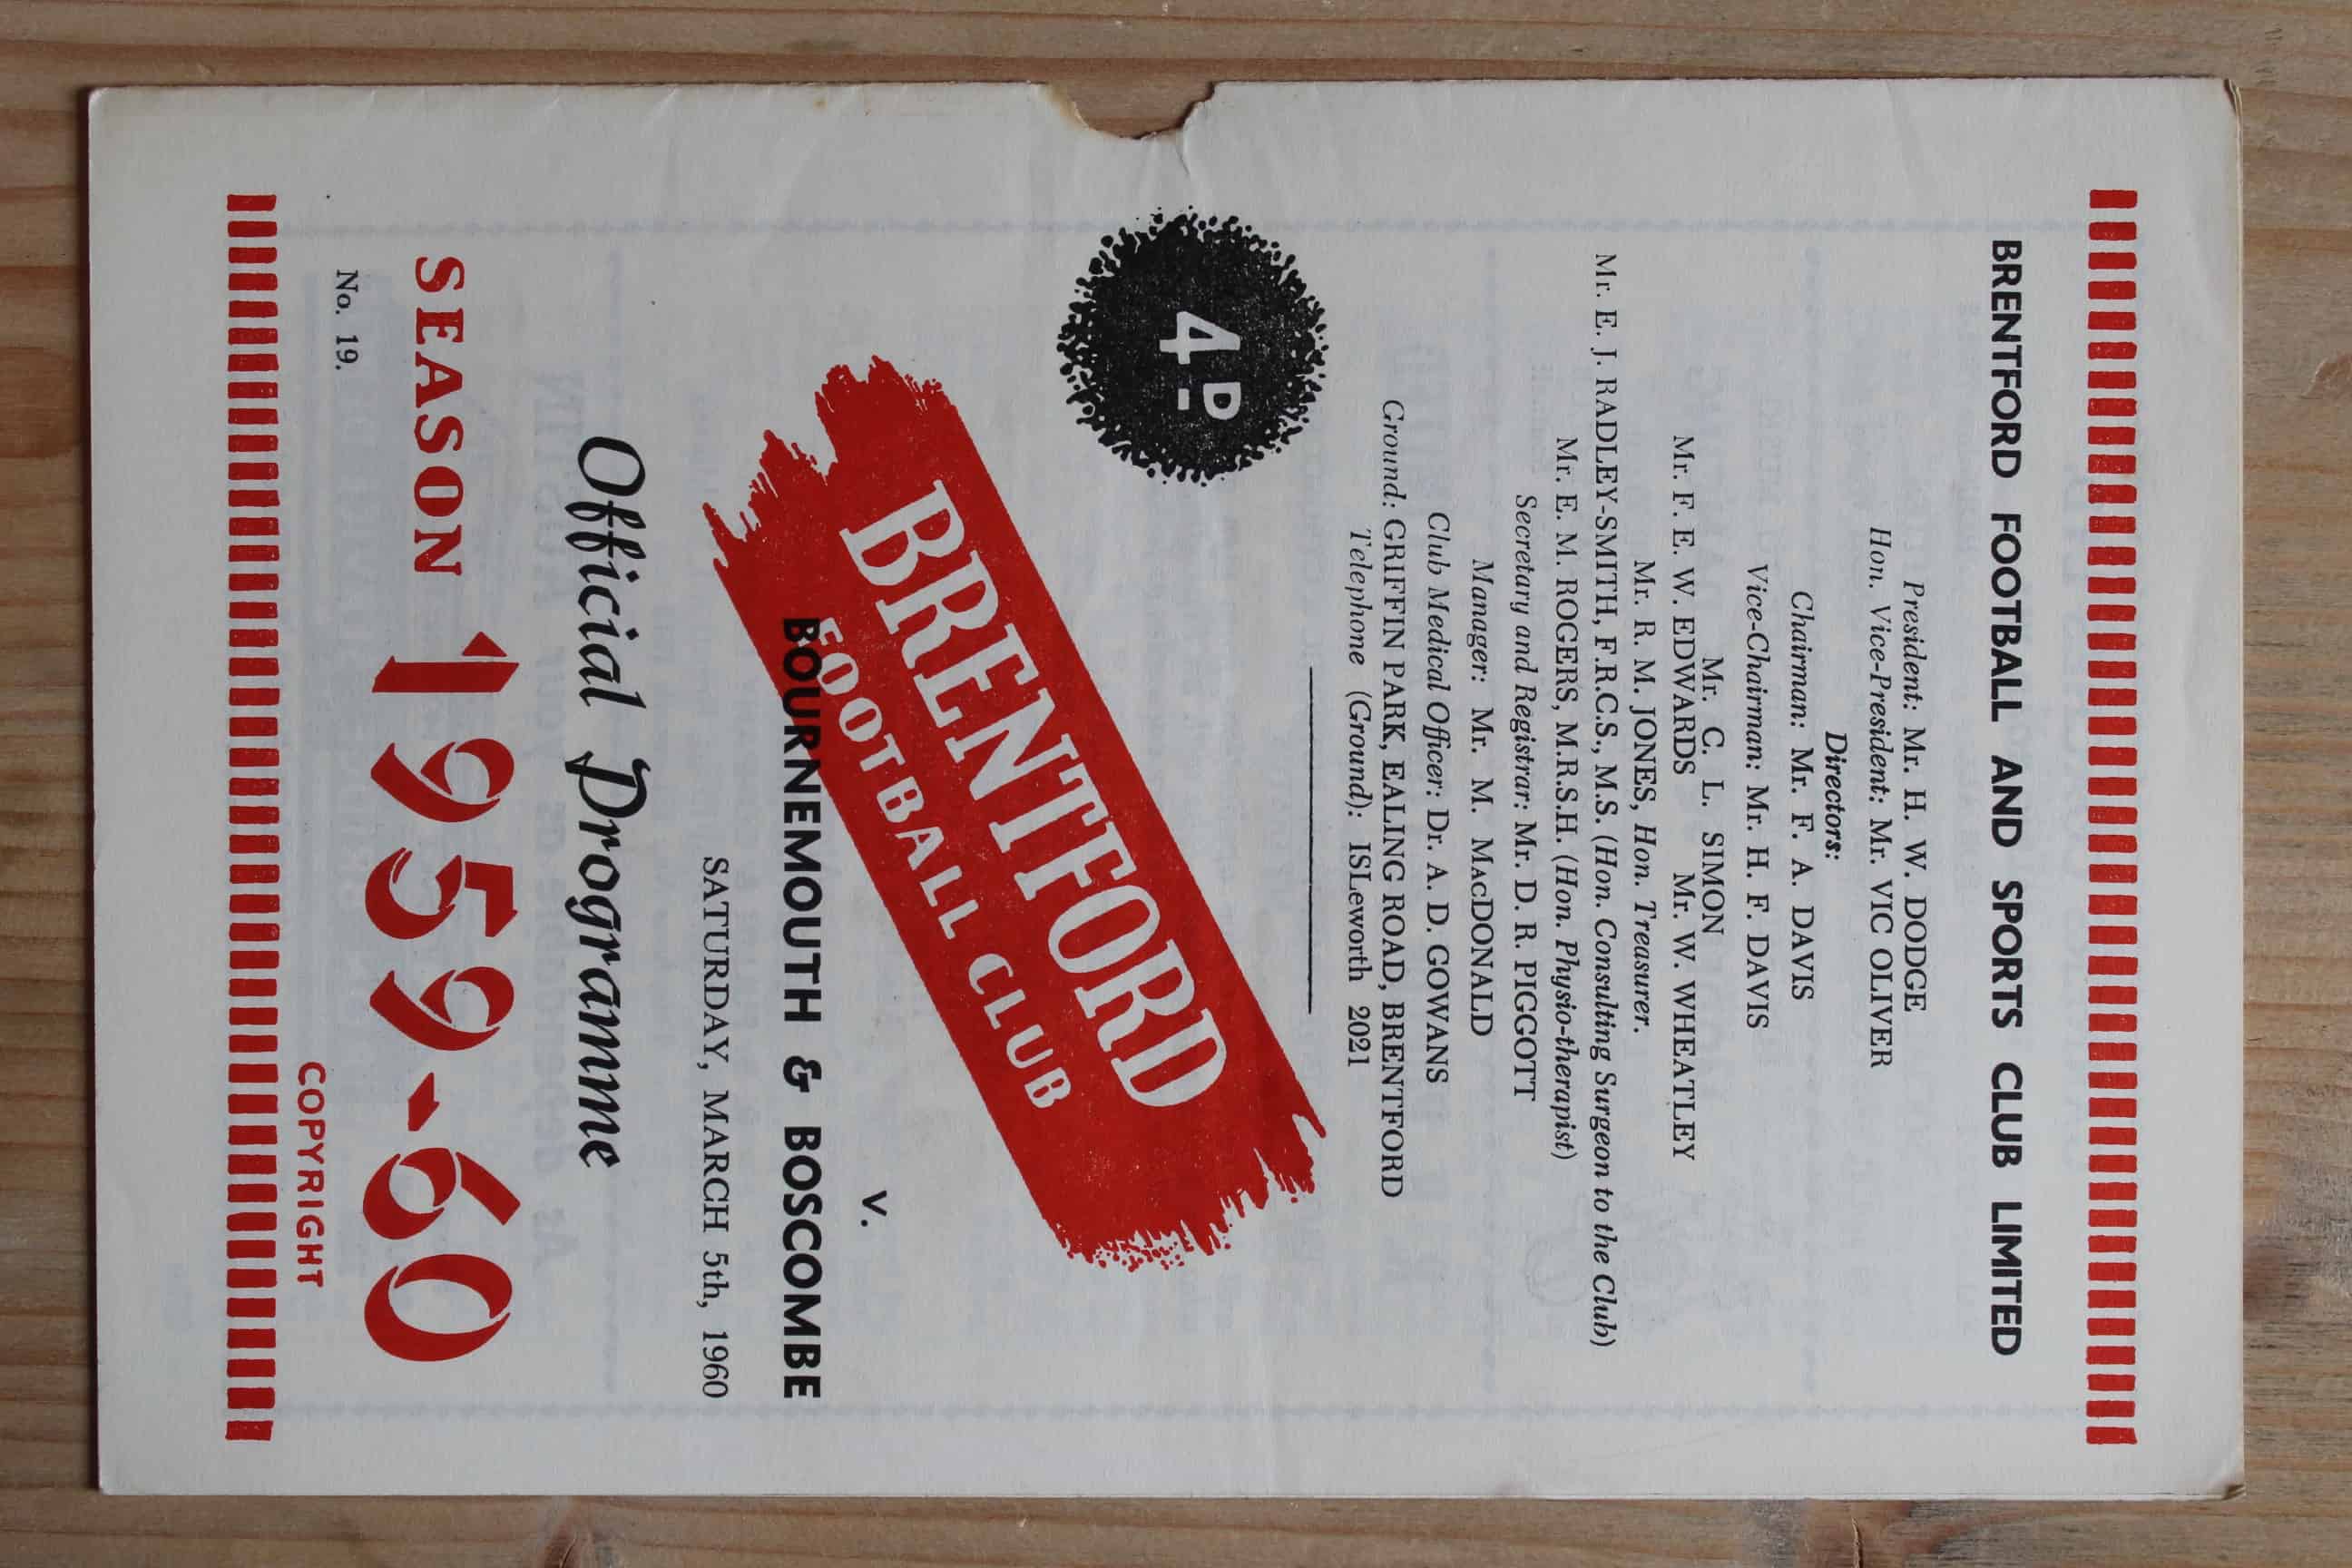 BRENTFORD FOOTBALL AND SPORTS CLUB LIMITED
President: Mr. H. W. DODGE
Hon. Vice-President: Mr. VIC OLIVER
Directors:
Chairman: Mr. F. A. DAVIS
Vice-Chairman: Mr. H. F. DAVIS
Mr. C. L. SIMON
Mr. F. E. W. EDWARDS Mr. W. WHEATLEY
Mr. R. M. JONES, Hon. Treasurer.
Mr. E. J. RADLEY-SMITH, F.R.C.S., M.S. (Hon. Consulting Surgeon to the Club)
Mr. E. M. ROGERS, M.R.S.H. (Hon. Physio-therapist)
Secretary and Registrar: Mr. D. R. PIGGOTT
Manager: Mr. M. MacDONALD
Club Medical Officer: Dr. A. D. GOWANS
Ground: GRIFFIN PARK, EALING ROAD, BRENTFORD
Telephone (Ground): ISLeworth 2021
4D
BRENTFORD
FOOTBALL CLUB
v.
BOURNEMOUTH & BOSCOMBE
SATURDAY, MARCH 5th, 1960
Official Programme
SEASON 1959-60
No. 19.
COPYRIGHT